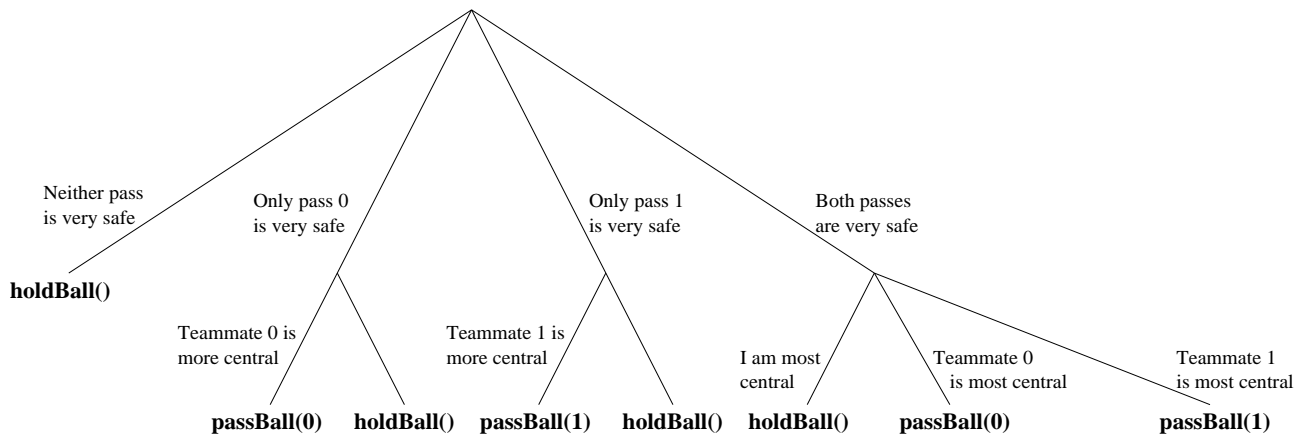 Neither pass
is very safe
Only pass 0
is very safe
Only pass 1
is very safe
Both passes
are very safe
holdBall()
Teammate 0 is
more central
Teammate 1 is
more central
I am most
central
Teammate 0
is most central
Teammate 1
is most central
passBall(0)
holdBall()
passBall(1)
holdBall()
holdBall()
passBall(0)
passBall(1)